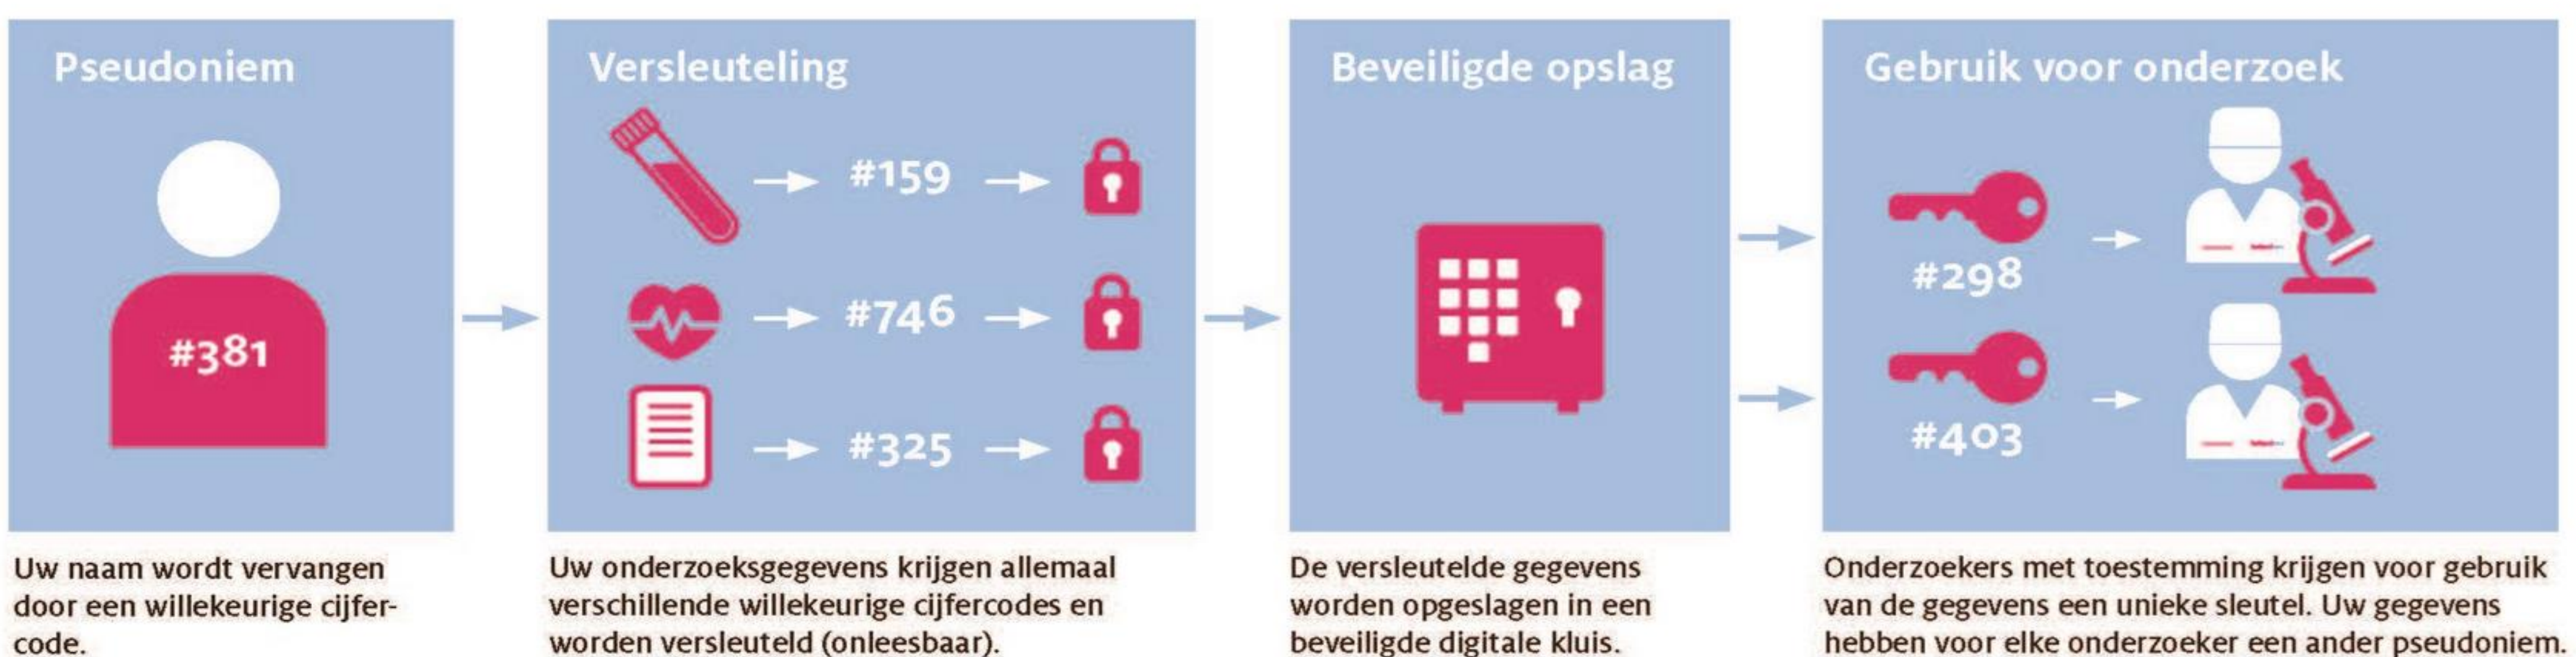 Pseudoniem
#381
Uw naam wordt vervangen
door een willekeurige cijfer-
code.
Versleuteling
#159
#746
#325
Uw onderzoeksgegevens krijgen allemaal
verschillende willekeurige cijfercodes en
worden versleuteld (onleesbaar).
Beveiligde opslag
De versleutelde gegevens
worden opgeslagen in een
beveiligde digitale kluis.
Gebruik voor onderzoek
#298
#403
Onderzoekers met toestemming krijgen voor gebruik
van de gegevens een unieke sleutel. Uw gegevens
hebben voor elke onderzoeker een ander pseudoniem.